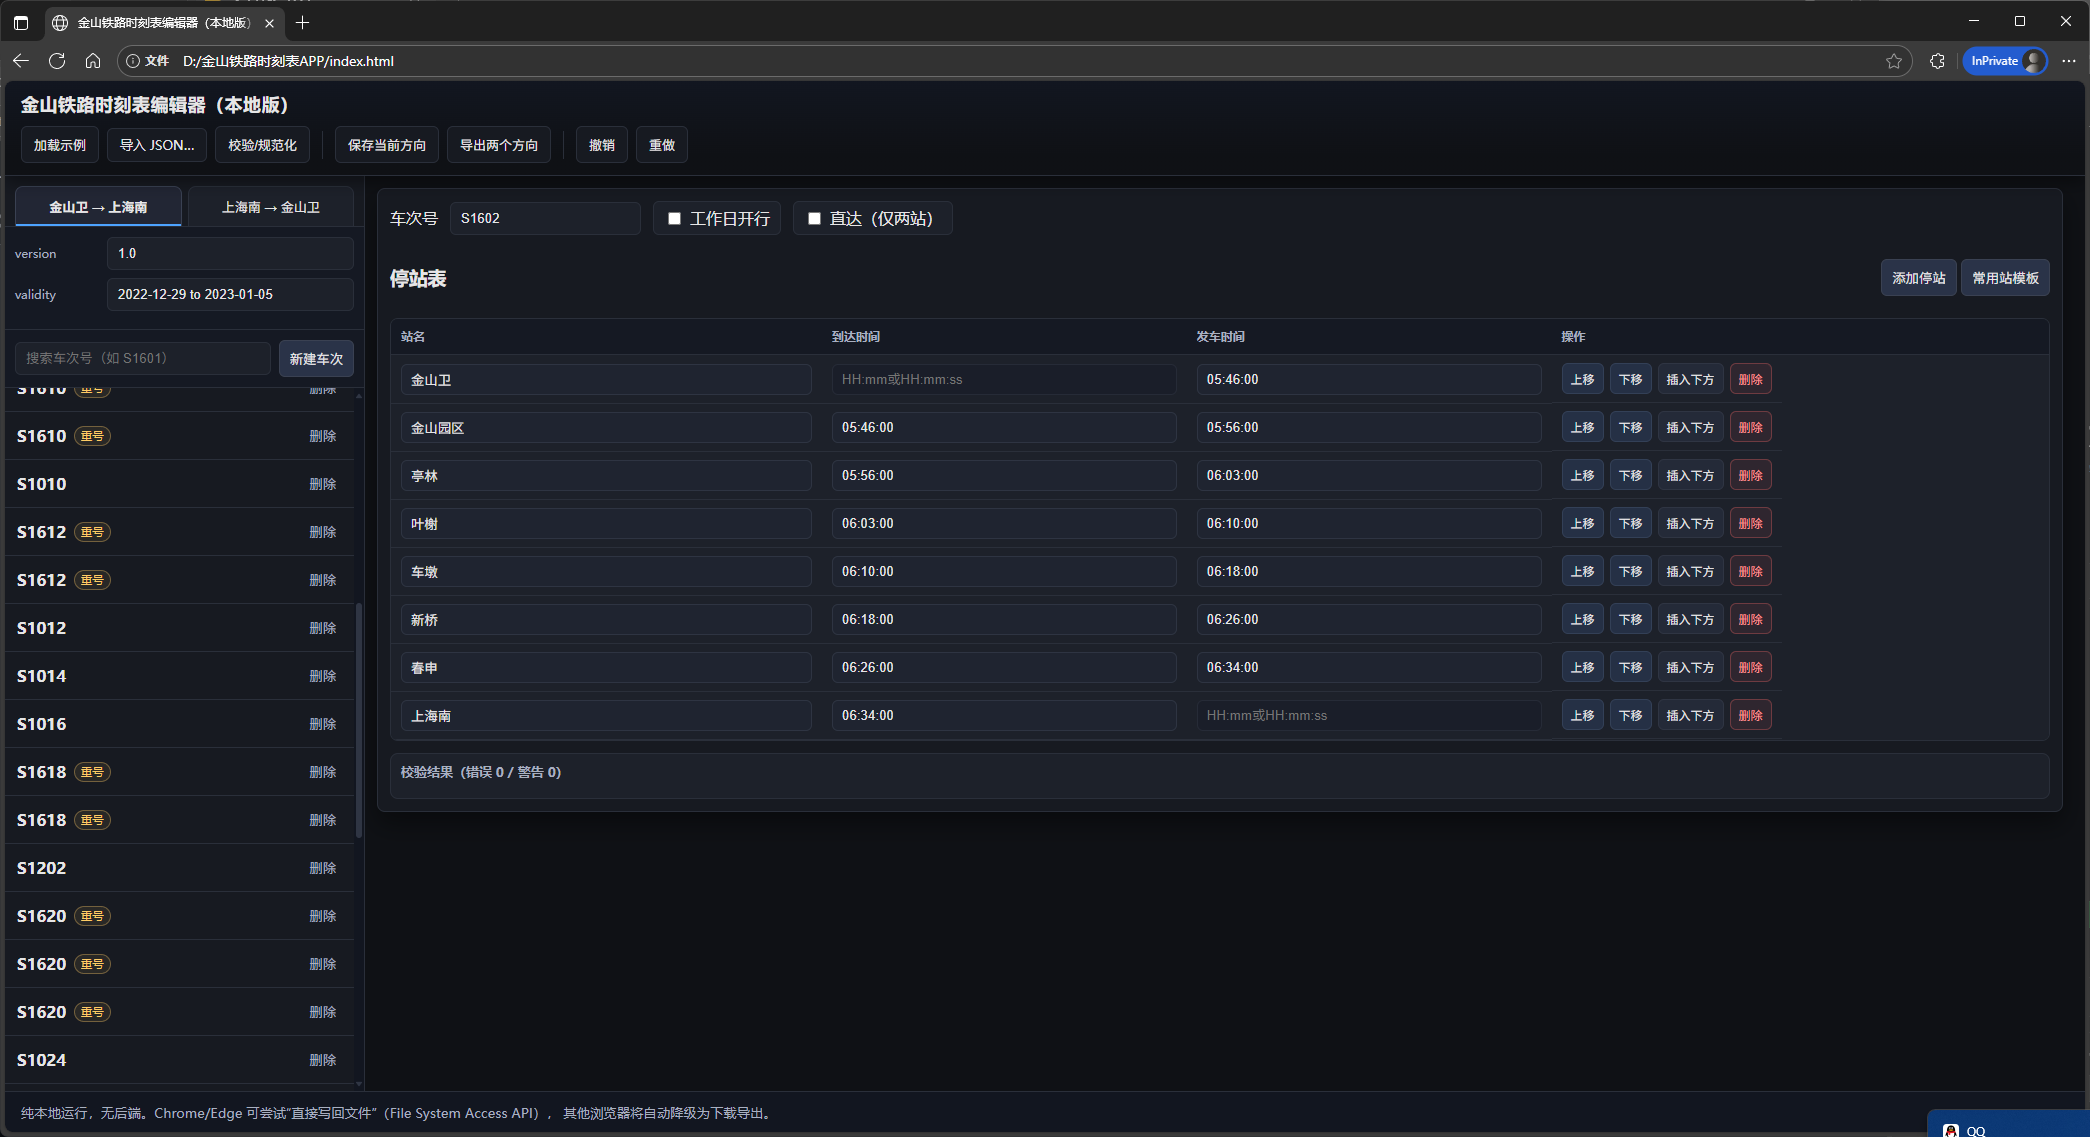 金山铁路时刻表编辑器（本地版）
文件 D:/金山铁路时刻表APP/index.html
InPrivate
金山铁路时刻表编辑器（本地版）
加载示例 导入 JSON... 校验/规范化 保存当前方向 导出两个方向 撤销 重做
金山卫 → 上海南 上海南 → 金山卫
version 1.0
validity 2022-12-29 to 2023-01-05
搜索车次号（如 S1601） 新建车次
S1610 重号 删除
S1610 重号 删除
S1010 删除
S1612 重号 删除
S1612 重号 删除
S1012 删除
S1014 删除
S1016 删除
S1618 重号 删除
S1618 重号 删除
S1202 删除
S1620 重号 删除
S1620 重号 删除
S1620 重号 删除
S1024 删除
车次号 S1602 工作日开行 直达（仅两站）
停站表 添加停站 常用站模板
站名 到达时间 发车时间 操作
金山卫 HH:mm或HH:mm:ss 05:46:00 上移 下移 插入下方 删除
金山园区 05:46:00 05:56:00 上移 下移 插入下方 删除
亭林 05:56:00 06:03:00 上移 下移 插入下方 删除
叶榭 06:03:00 06:10:00 上移 下移 插入下方 删除
车墩 06:10:00 06:18:00 上移 下移 插入下方 删除
新桥 06:18:00 06:26:00 上移 下移 插入下方 删除
春申 06:26:00 06:34:00 上移 下移 插入下方 删除
上海南 06:34:00 HH:mm或HH:mm:ss 上移 下移 插入下方 删除
校验结果（错误 0 / 警告 0）
纯本地运行，无后端。Chrome/Edge 可尝试“直接写回文件”（File System Access API），其他浏览器将自动降级为下载导出。
QQ